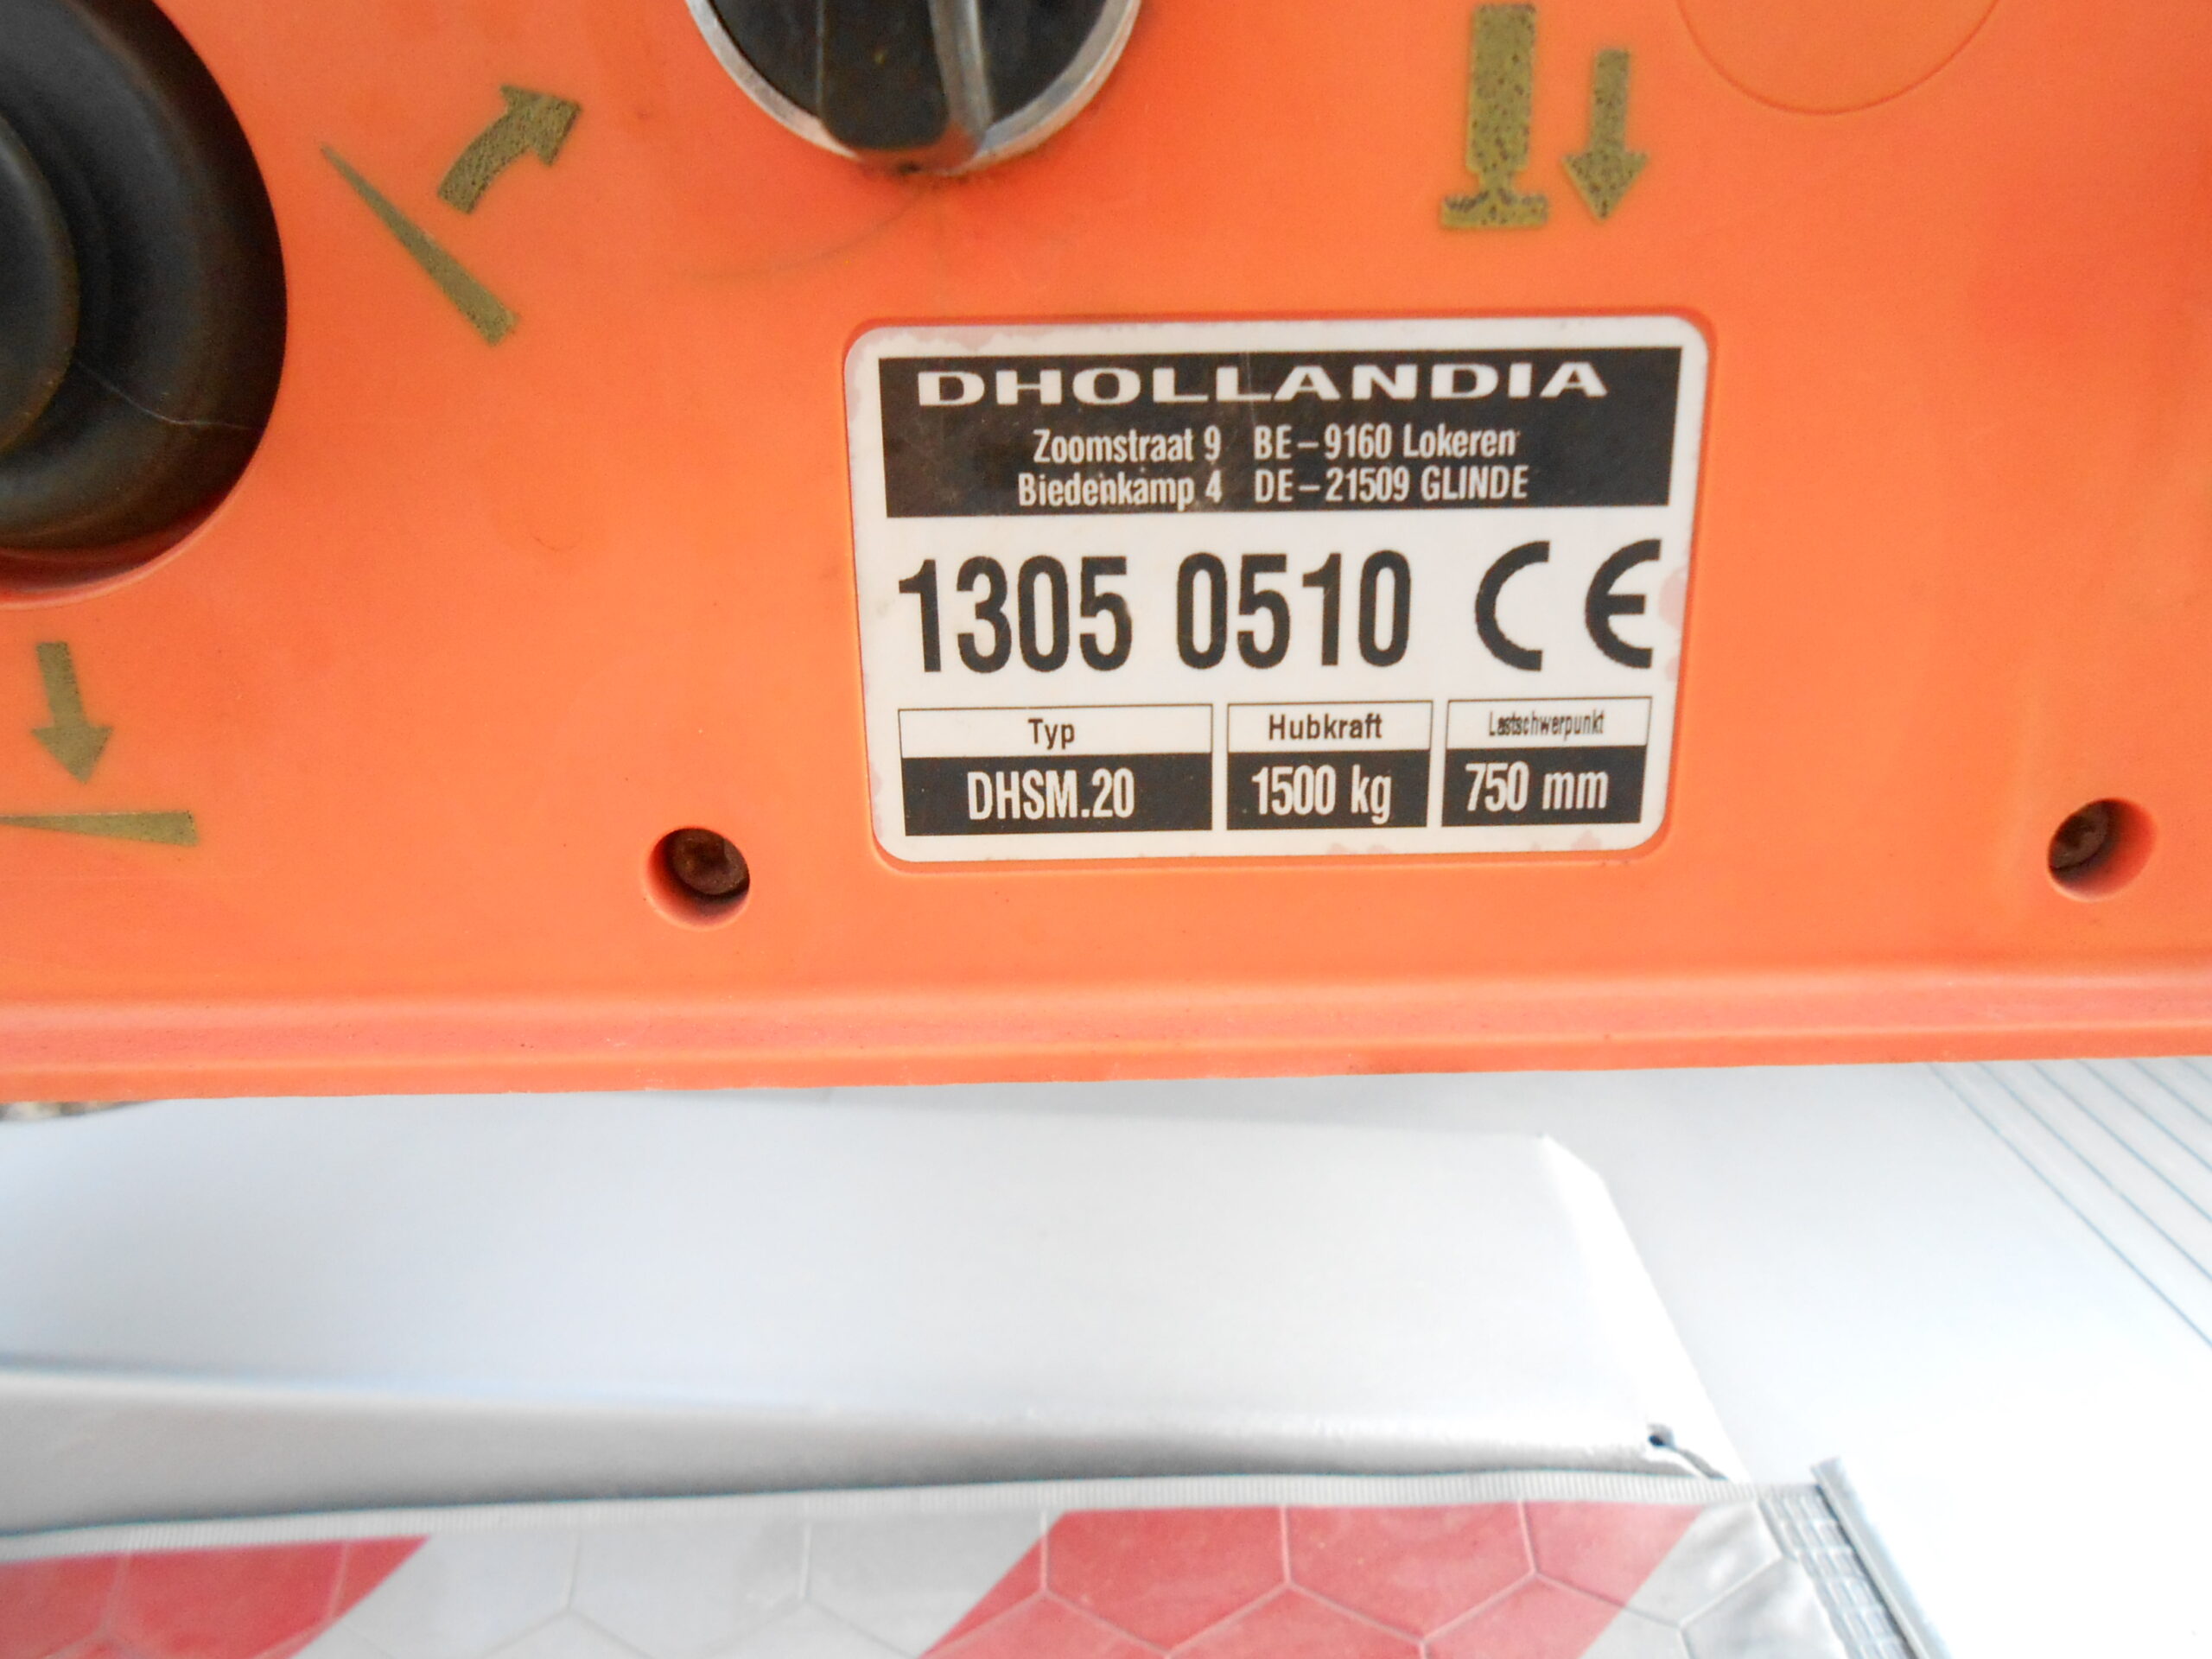 DHOLLANDIA
Zoomstraat 9 BE-9160 Lokeren
Biedenkamp 4 DE-21509 GLINDE
1305 0510 CE
Typ Hubkraft Lastschwerpunkt
DHSM.20 1500 kg 750 mm